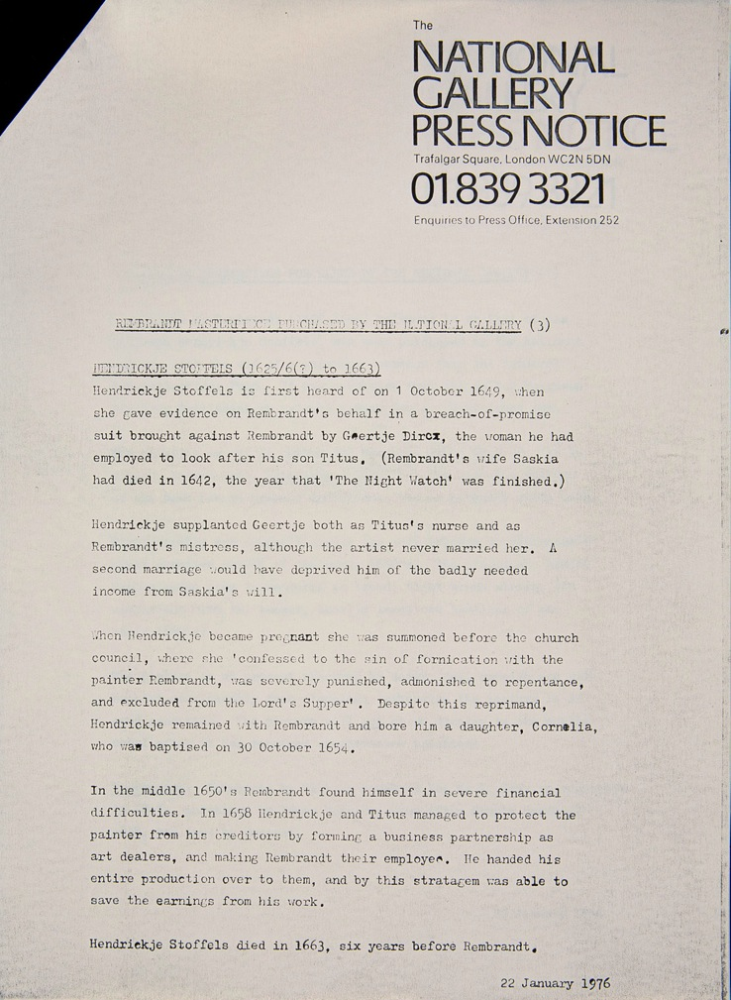 The
NATIONAL
GALLERY
PRESS NOTICE
Trafalgar Square, London WC2N 5DN
01.839 3321
Enquiries to Press Office, Extension 252
REMBRANDT MASTERPIECE PURCHASED BY THE NATIONAL GALLERY (3)
HENDRICKJE STOFFELS (1625/6(?) to 1663)
Hendrickje Stoffels is first heard of on 1 October 1649, when
she gave evidence on Rembrandt's behalf in a breach-of-promise
suit brought against Rembrandt by Geertje Dircx, the woman he had
employed to look after his son Titus. (Rembrandt's wife Saskia
had died in 1642, the year that 'The Night Watch' was finished.)
Hendrickje supplanted Geertje both as Titus's nurse and as
Rembrandt's mistress, although the artist never married her. A
second marriage would have deprived him of the badly needed
income from Saskia's will.
When Hendrickje became pregnant she was summoned before the church
council, where she 'confessed to the sin of fornication with the
painter Rembrandt, was severely punished, admonished to repentance,
and excluded from the Lord's Supper'. Despite this reprimand,
Hendrickje remained with Rembrandt and bore him a daughter, Cornelia,
who was baptised on 30 October 1654.
In the middle 1650's Rembrandt found himself in severe financial
difficulties. In 1658 Hendrickje and Titus managed to protect the
painter from his creditors by forming a business partnership as
art dealers, and making Rembrandt their employee. He handed his
entire production over to them, and by this stratagem was able to
save the earnings from his work.
Hendrickje Stoffels died in 1663, six years before Rembrandt.
22 January 1976